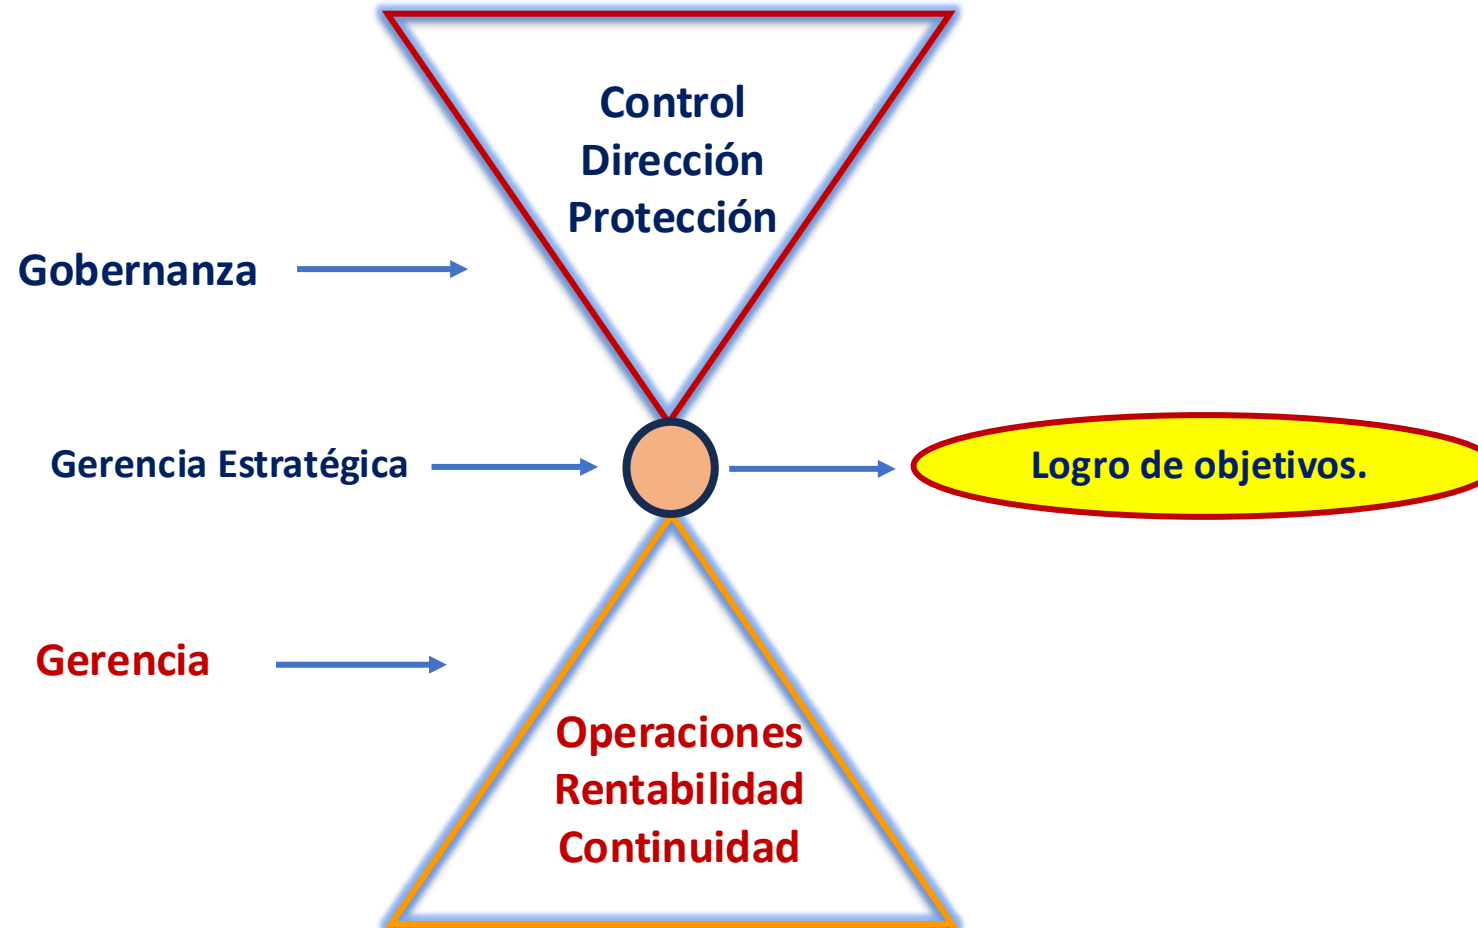 Control
Dirección
Protección
Gobernanza
Gerencia Estratégica
Logro de objetivos.
Gerencia
Operaciones
Rentabilidad
Continuidad